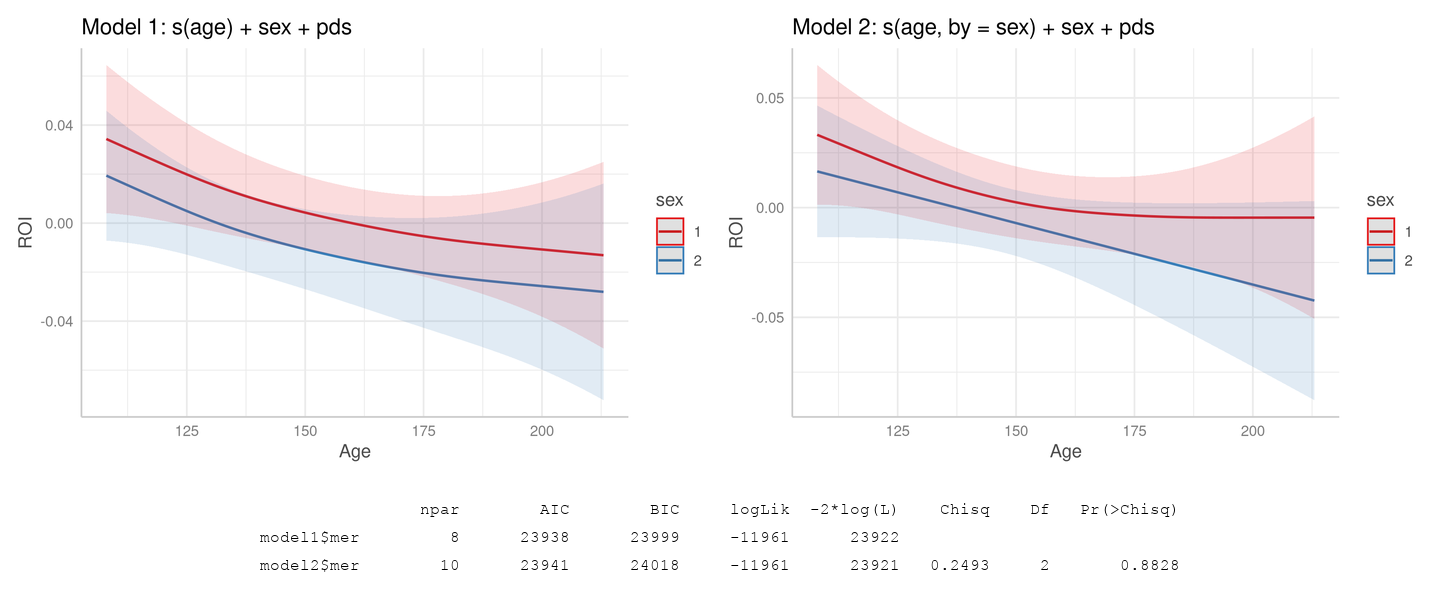 Model 1: s(age) + sex + pds
0.04
0.00
-0.04
ROI
125 150 175 200
Age
sex
1
2
Model 2: s(age, by = sex) + sex + pds
0.05
0.00
-0.05
ROI
125 150 175 200
Age
sex
1
2
npar AIC BIC logLik -2*log(L) Chisq Df Pr(>Chisq)
model1$mer 8 23938 23999 -11961 23922
model2$mer 10 23941 24018 -11961 23921 0.2493 2 0.8828